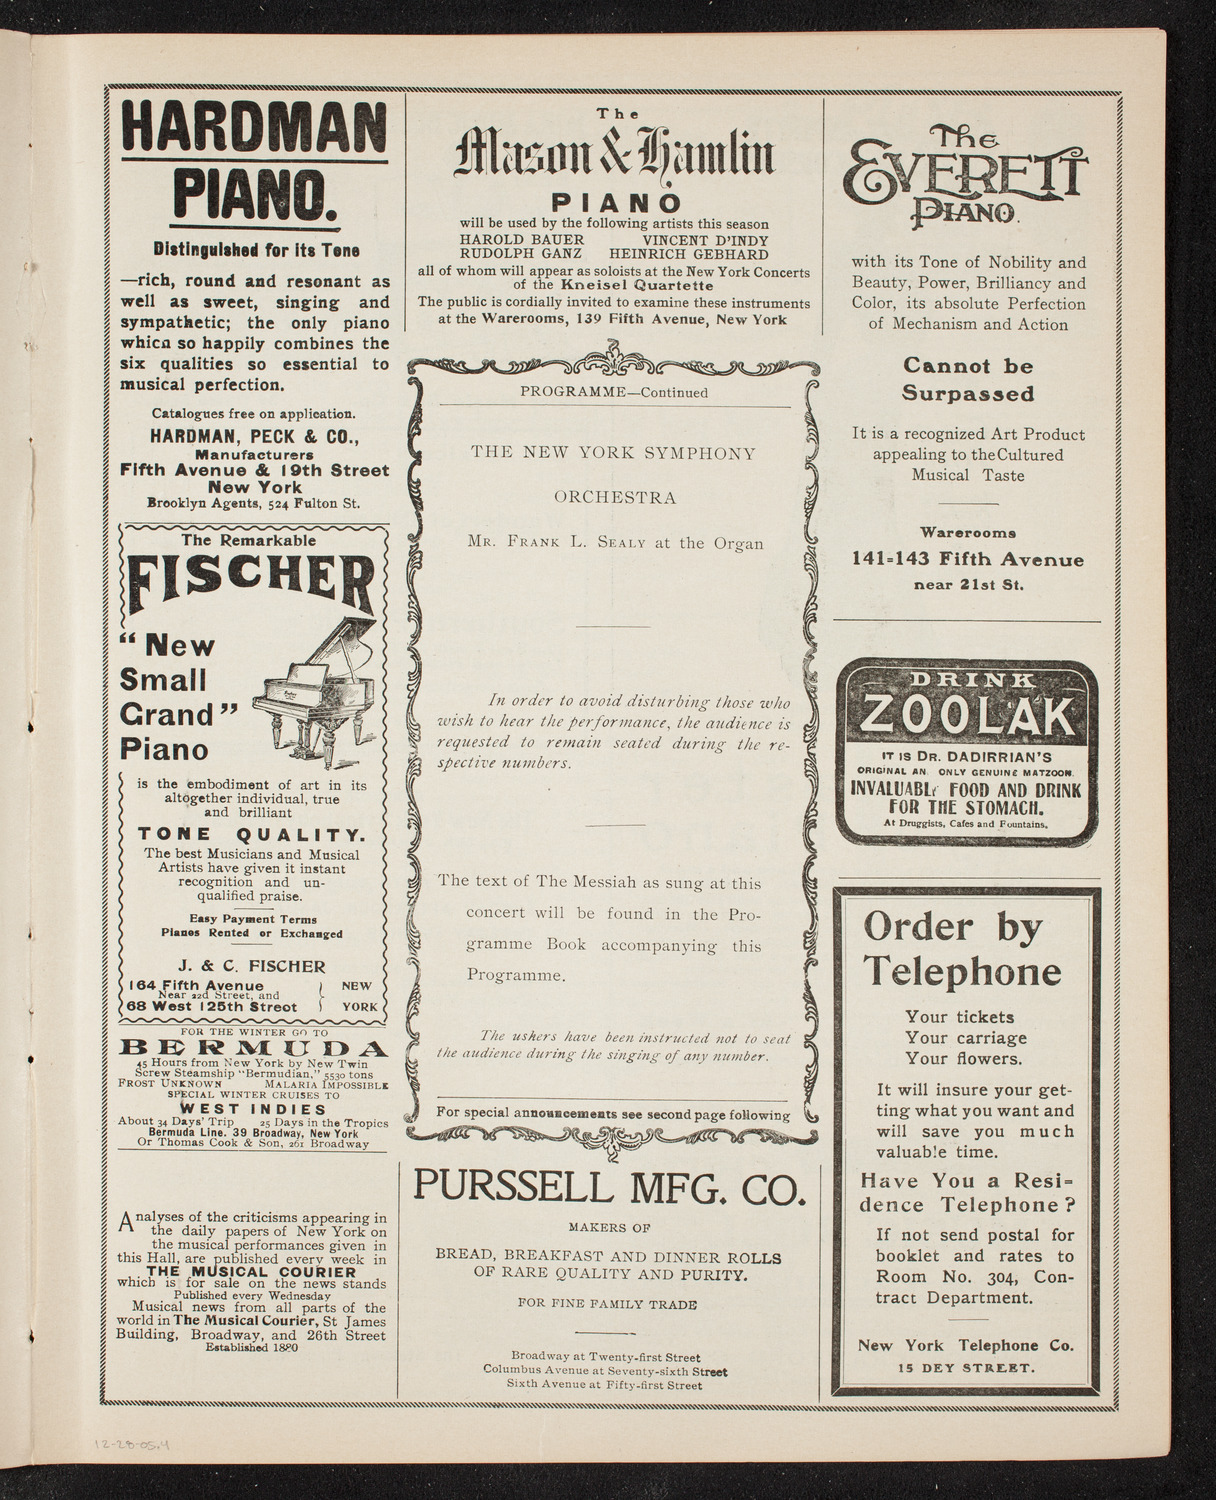 HARDMAN
PIANO.
Distinguished for its Tone
—rich, round and resonant as
well as sweet, singing and
sympathetic; the only piano
which so happily combines the
six qualities so essential to
musical perfection.
Catalogues free on application.
HARDMAN, PECK & CO.,
Manufacturers
Fifth Avenue & 19th Street
New York
Brooklyn Agents, 524 Fulton St.
The Remarkable
FISCHER
"New
Small
Grand"
Piano
is the embodiment of art in its
altogether individual, true
and brilliant
TONE QUALITY.
The best Musicians and Musical
Artists have given it instant
recognition and un-
qualified praise.
Easy Payment Terms
Pianos Rented or Exchanged
J. & C. FISCHER
164 Fifth Avenue
Near 22d Street, and
68 West 125th Street
NEW
YORK
FOR THE WINTER GO TO
BERMUDA
45 Hours from New York by New Twin
Screw Steamship "Bermudian," 5530 tons
FROST UNKNOWN MALARIA IMPOSSIBLE
SPECIAL WINTER CRUISES TO
WEST INDIES
About 34 Days' Trip 25 Days in the Tropics
Bermuda Line, 39 Broadway, New York
Or Thomas Cook & Son, 261 Broadway
Analyses of the criticisms appearing in
the daily papers of New York on
the musical performances given in
this Hall, are published every week in
THE MUSICAL COURIER
which is for sale on the news stands
Published every Wednesday
Musical news from all parts of the
world in The Musical Courier, St James
Building, Broadway, and 26th Street
Established 1880
The
Mason & Hamlin
PIANO
will be used by the following artists this season
HAROLD BAUER VINCENT D'INDY
RUDOLPH GANZ HEINRICH GEBHARD
all of whom will appear as soloists at the New York Concerts
of the Kneisel Quartette
The public is cordially invited to examine these instruments
at the Warerooms, 139 Fifth Avenue, New York
PROGRAMME—Continued
THE NEW YORK SYMPHONY
ORCHESTRA
MR. FRANK L. SEALY at the Organ
In order to avoid disturbing those who
wish to hear the performance, the audience is
requested to remain seated during the re-
spective numbers.
The text of The Messiah as sung at this
concert will be found in the Pro-
gramme Book accompanying this
Programme.
The ushers have been instructed not to seat
the audience during the singing of any number.
For special announcements see second page following
PURSSELL MFG. CO.
MAKERS OF
BREAD, BREAKFAST AND DINNER ROLLS
OF RARE QUALITY AND PURITY.
FOR FINE FAMILY TRADE
Broadway at Twenty-first Street
Columbus Avenue at Seventy-sixth Street
Sixth Avenue at Fifty-first Street
The
EVERETT
PIANO.
with its Tone of Nobility and
Beauty, Power, Brilliancy and
Color, its absolute Perfection
of Mechanism and Action
Cannot be
Surpassed
It is a recognized Art Product
appealing to the Cultured
Musical Taste
Warerooms
141=143 Fifth Avenue
near 21st St.
DRINK
ZOOLAK
IT IS DR. DADIRRIAN'S
ORIGINAL AN ONLY GENUINE MATZOON.
INVALUABLE FOOD AND DRINK
FOR THE STOMACH.
At Druggists, Cafes and Fountains.
Order by
Telephone
Your tickets
Your carriage
Your flowers.
It will insure your get-
ting what you want and
will save you much
valuable time.
Have You a Resi=
dence Telephone?
If not send postal for
booklet and rates to
Room No. 304, Con-
tract Department.
New York Telephone Co.
15 DEY STREET.
12-28-05.4